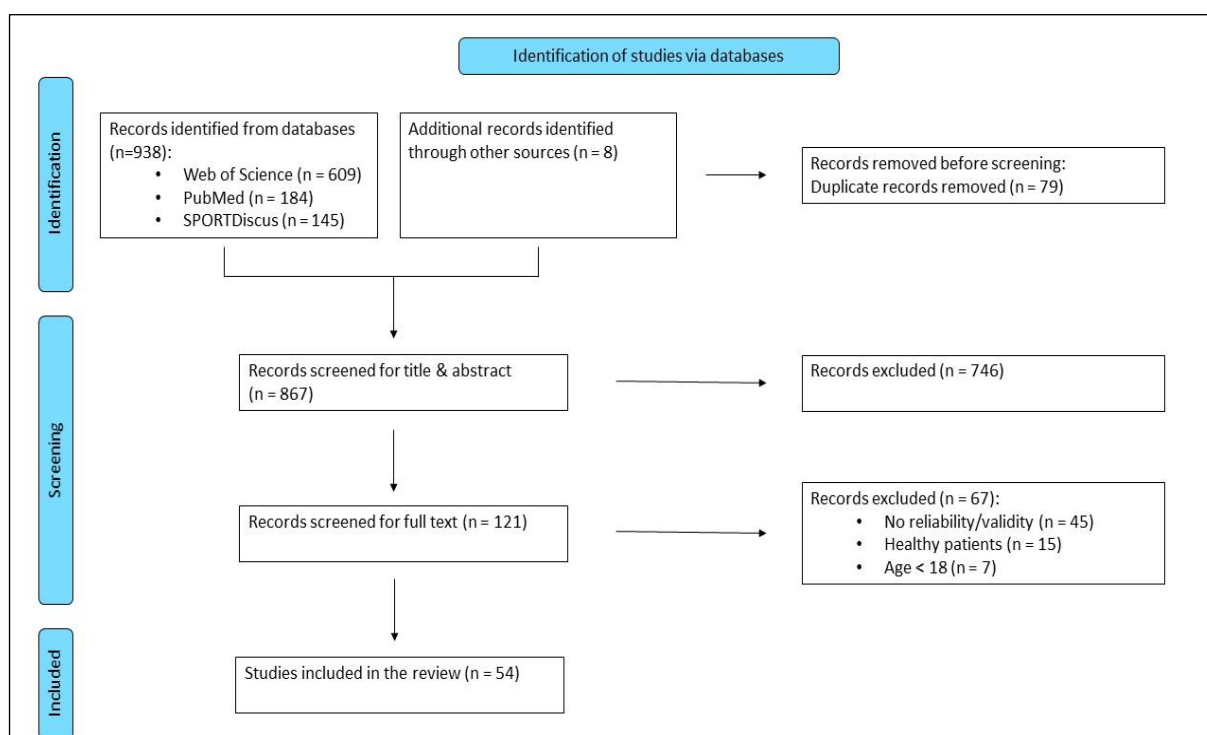 Identification of studies via databases
Identification
Records identified from databases
(n=938):
• Web of Science (n = 609)
• PubMed (n = 184)
• SPORTDiscus (n = 145)
Additional records identified
through other sources (n = 8)
Records removed before screening:
Duplicate records removed (n = 79)
Screening
Records screened for title & abstract
(n = 867)
Records excluded (n = 746)
Records screened for full text (n = 121)
Records excluded (n = 67):
• No reliability/validity (n = 45)
• Healthy patients (n = 15)
• Age < 18 (n = 7)
Included
Studies included in the review (n = 54)